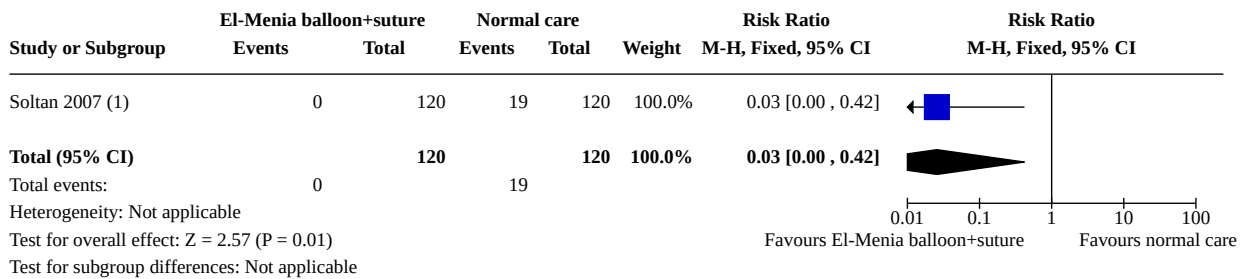 El-Menia balloon+suture Normal care Risk Ratio Risk Ratio
Study or Subgroup Events Total Events Total Weight M-H, Fixed, 95% CI M-H, Fixed, 95% CI
Soltan 2007 (1) 0 120 19 120 100.0% 0.03 [0.00 , 0.42]
Total (95% CI) 120 120 100.0% 0.03 [0.00 , 0.42]
Total events: 0 19
Heterogeneity: Not applicable 0.01 0.1 1 10 100
Test for overall effect: Z = 2.57 (P = 0.01) Favours El-Menia balloon+suture Favours normal care
Test for subgroup differences: Not applicable